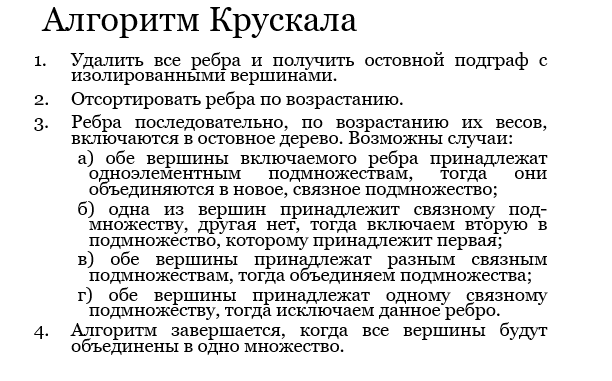 Алгоритм Крускала
1. Удалить все ребра и получить остовной подграф с
изолированными вершинами.
2. Отсортировать ребра по возрастанию.
3. Ребра последовательно, по возрастанию их весов,
включаются в остовное дерево. Возможны случаи:
а) обе вершины включаемого ребра принадлежат
одноэлементным подмножествам, тогда они
объединяются в новое, связное подмножество;
б) одна из вершин принадлежит связному под-
множеству, другая нет, тогда включаем вторую в
подмножество, которому принадлежит первая;
в) обе вершины принадлежат разным связным
подмножествам, тогда объединяем подмножества;
г) обе вершины принадлежат одному связному
подмножеству, тогда исключаем данное ребро.
4. Алгоритм завершается, когда все вершины будут
объединены в одно множество.